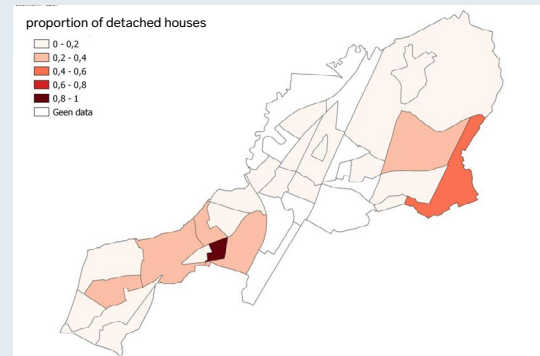 proportion of detached houses
0 - 0,2
0,2 - 0,4
0,4 - 0,6
0,6 - 0,8
0,8 - 1
Geen data